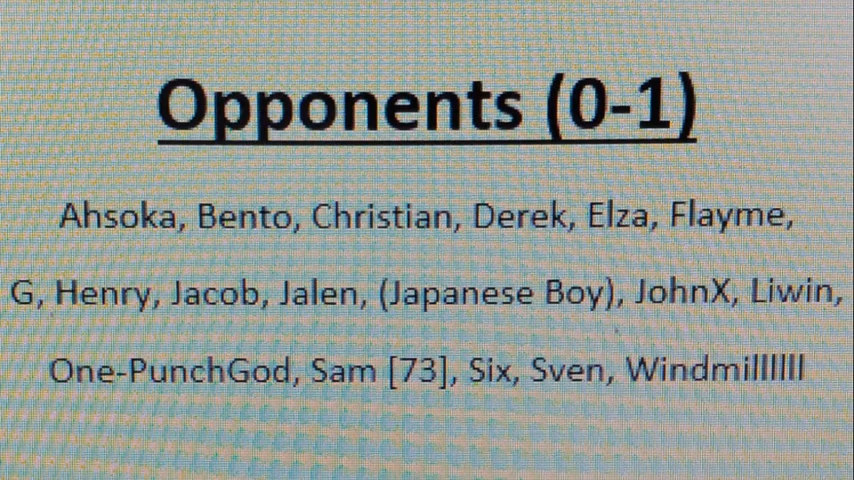 Opponents (0-1)
Ahsoka, Bento, Christian, Derek, Elza, Flayme,
G, Henry, Jacob, Jalen, (Japanese Boy), JohnX, Liwin,
One-PunchGod, Sam [73], Six, Sven, Windmillllll